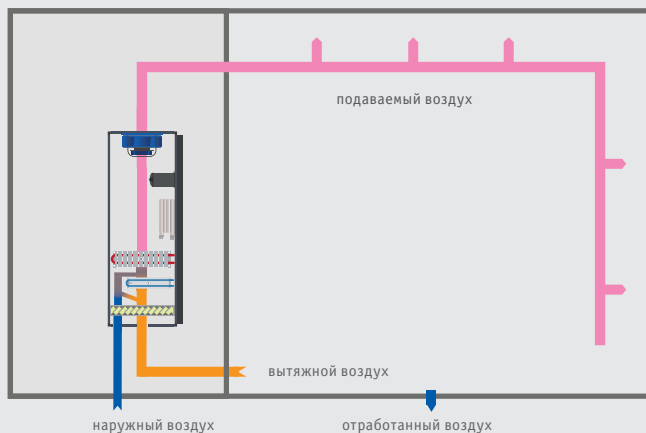 подаваемый воздух
вытяжной воздух
наружный воздух
отработанный воздух